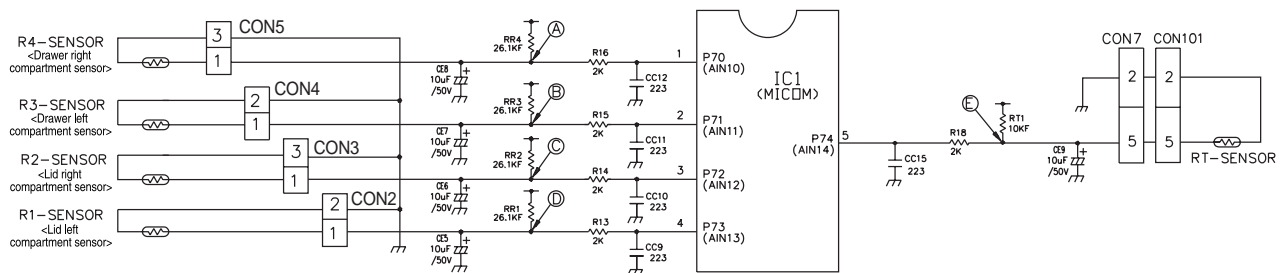 R4-SENSOR
<Drawer right
compartment sensor>
3
1
CON5
CE8
10uF
/50V
RR4
26.1KF
A
R16
2K
CC12
223
1
P70
(AIN10)
R3-SENSOR
<Drawer left
compartment sensor>
2
1
CON4
CE7
10uF
/50V
RR3
26.1KF
B
R15
2K
CC11
223
2
P71
(AIN11)
R2-SENSOR
<Lid right
compartment sensor>
3
1
CON3
CE6
10uF
/50V
RR2
26.1KF
C
R14
2K
CC10
223
3
P72
(AIN12)
R1-SENSOR
<Lid left
compartment sensor>
2
1
CON2
CE5
10uF
/50V
RR1
26.1KF
D
R13
2K
CC9
223
4
P73
(AIN13)
IC1
(MICOM)
P74
(AIN14)
5
CC15
223
R18
2K
E
RT1
10KF
CE9
10uF
/50V
CON7
2
5
CON101
2
5
RT-SENSOR